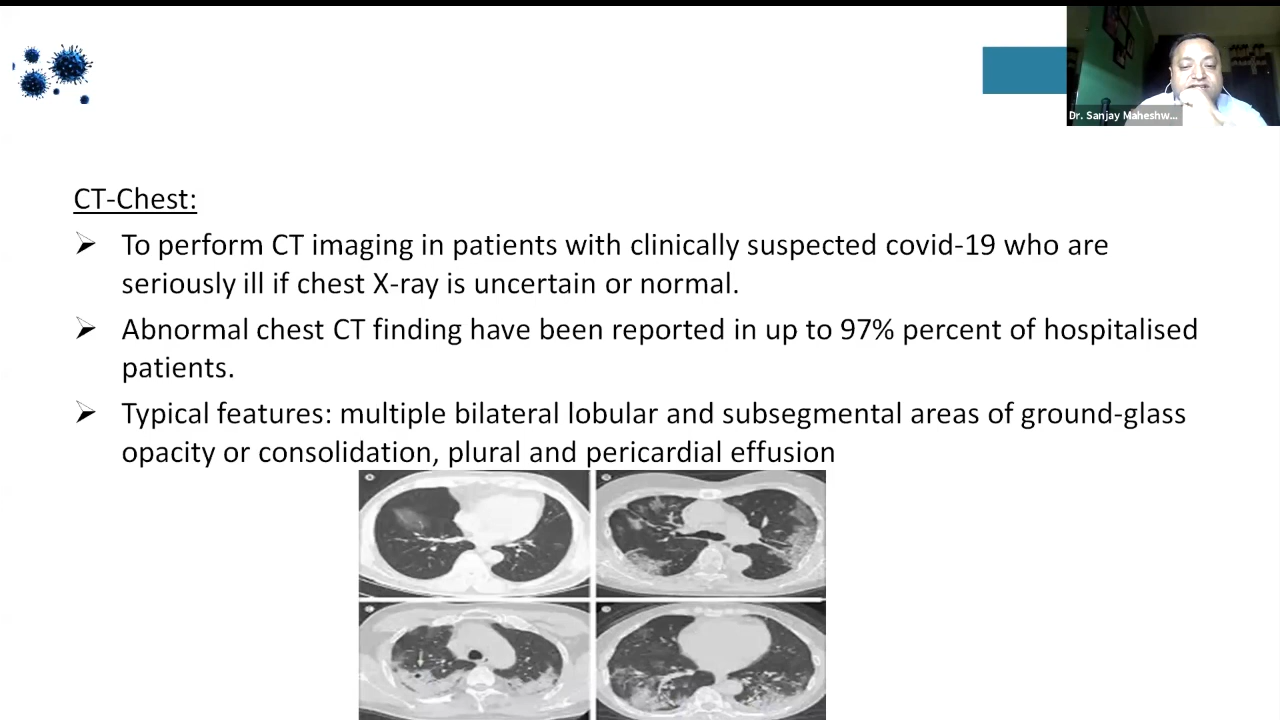 Dr. Sanjay Maheshw...
CT-Chest:
To perform CT imaging in patients with clinically suspected covid-19 who are
seriously ill if chest X-ray is uncertain or normal.
Abnormal chest CT finding have been reported in up to 97% percent of hospitalised
patients.
Typical features: multiple bilateral lobular and subsegmental areas of ground-glass
opacity or consolidation, plural and pericardial effusion